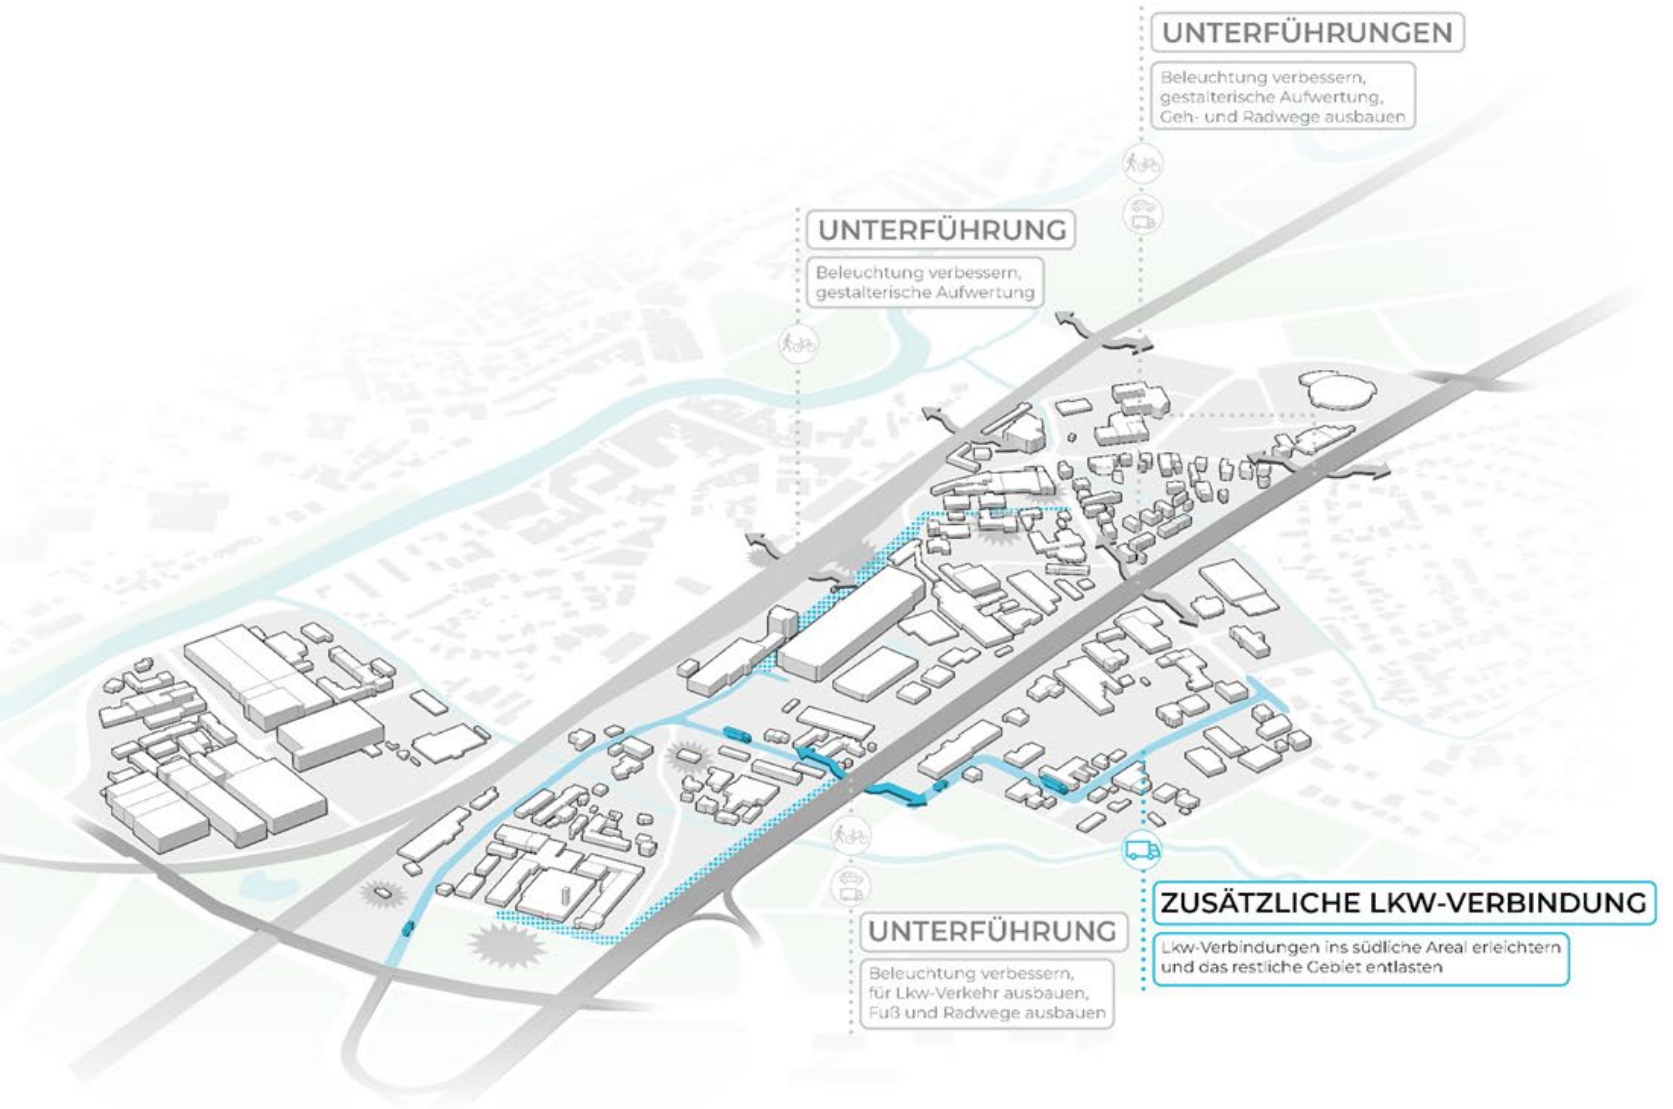 UNTERFÜHRUNGEN
Beleuchtung verbessern,
gestalterische Aufwertung,
Geh- und Radwege ausbauen
UNTERFÜHRUNG
Beleuchtung verbessern,
gestalterische Aufwertung
ZUSÄTZLICHE LKW-VERBINDUNG
Lkw-Verbindungen ins südliche Areal erleichtern
und das restliche Gebiet entlasten
UNTERFÜHRUNG
Beleuchtung verbessern,
für Lkw-Verkehr ausbauen,
Fuß und Radwege ausbauen